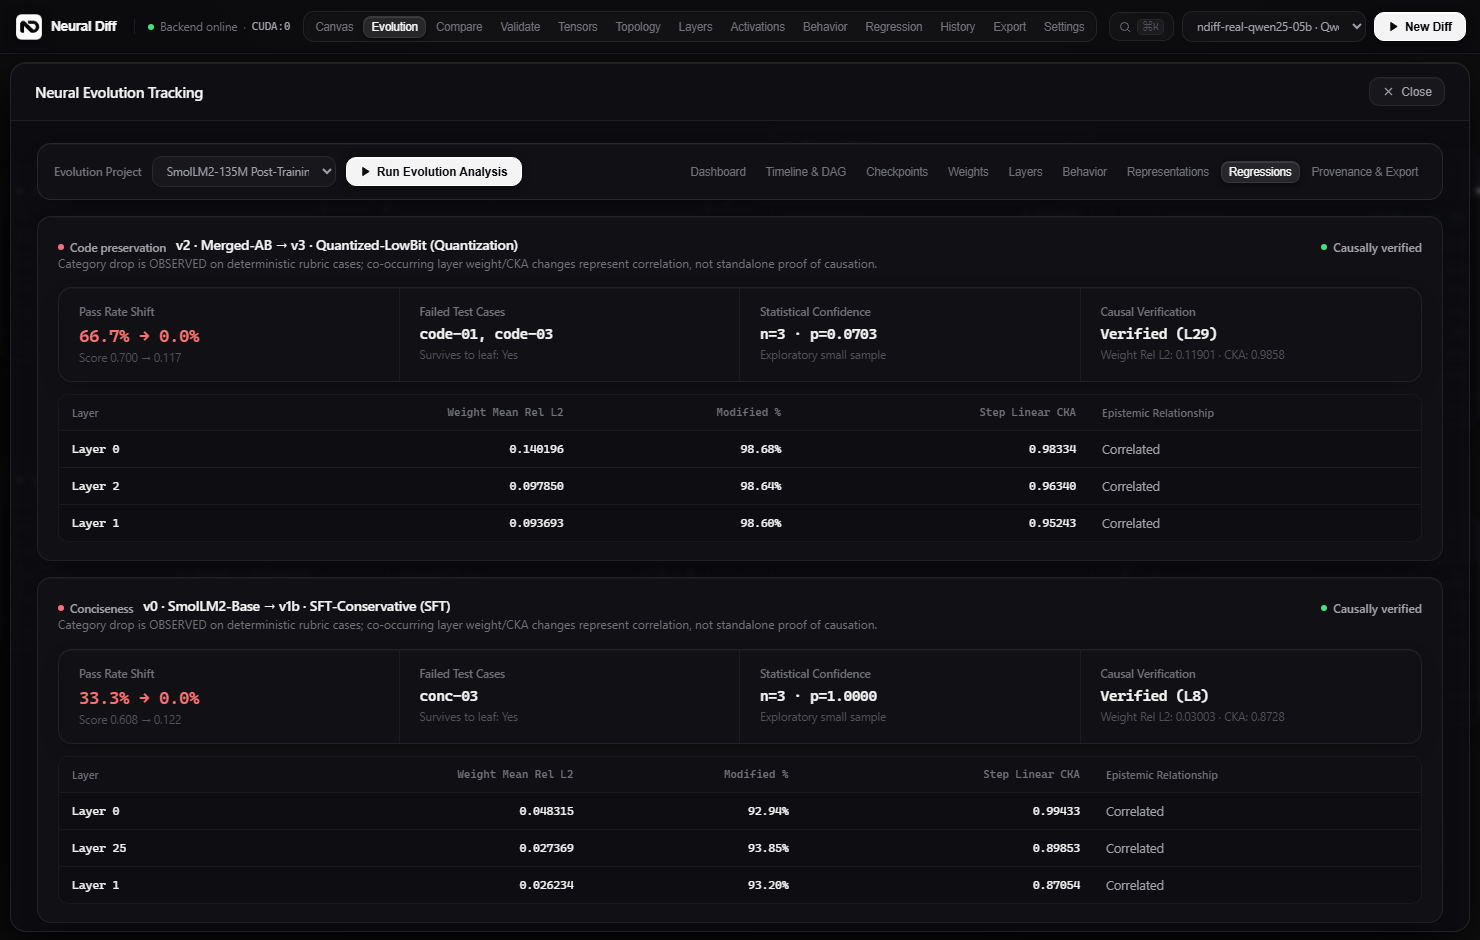 Neural Diff
Backend online · CUDA:0
Canvas Evolution Compare Validate Tensors Topology Layers Activations Behavior Regression History Export Settings
⌘K
ndiff-real-qwen25-05b · Qw
New Diff
Neural Evolution Tracking
Close
Evolution Project
SmolLM2-135M Post-Trainin
Run Evolution Analysis
Dashboard Timeline & DAG Checkpoints Weights Layers Behavior Representations Regressions Provenance & Export
Code preservation v2 · Merged-AB → v3 · Quantized-LowBit (Quantization)
Causally verified
Category drop is OBSERVED on deterministic rubric cases; co-occurring layer weight/CKA changes represent correlation, not standalone proof of causation.
Pass Rate Shift
66.7% → 0.0%
Score 0.700 → 0.117
Failed Test Cases
code-01, code-03
Survives to leaf: Yes
Statistical Confidence
n=3 · p=0.0703
Exploratory small sample
Causal Verification
Verified (L29)
Weight Rel L2: 0.11901 · CKA: 0.9858
Layer Weight Mean Rel L2 Modified % Step Linear CKA Epistemic Relationship
Layer 0 0.140196 98.68% 0.98334 Correlated
Layer 2 0.097850 98.64% 0.96340 Correlated
Layer 1 0.093693 98.60% 0.95243 Correlated
Conciseness v0 · SmolLM2-Base → v1b · SFT-Conservative (SFT)
Causally verified
Category drop is OBSERVED on deterministic rubric cases; co-occurring layer weight/CKA changes represent correlation, not standalone proof of causation.
Pass Rate Shift
33.3% → 0.0%
Score 0.608 → 0.122
Failed Test Cases
conc-03
Survives to leaf: Yes
Statistical Confidence
n=3 · p=1.0000
Exploratory small sample
Causal Verification
Verified (L8)
Weight Rel L2: 0.03003 · CKA: 0.8728
Layer Weight Mean Rel L2 Modified % Step Linear CKA Epistemic Relationship
Layer 0 0.048315 92.94% 0.99433 Correlated
Layer 25 0.027369 93.85% 0.89853 Correlated
Layer 1 0.026234 93.20% 0.87054 Correlated